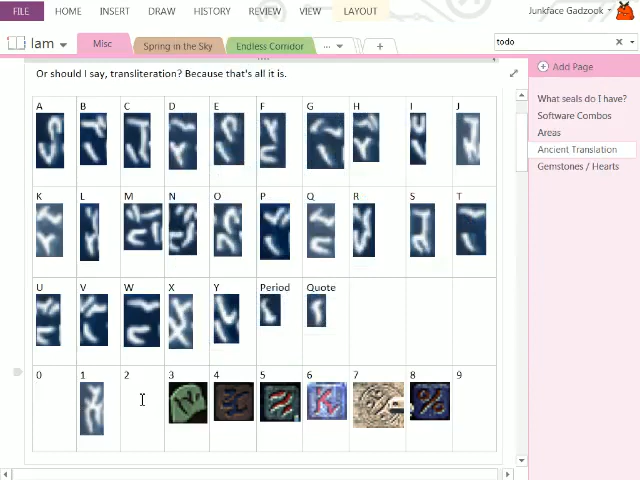 FILE HOME INSERT DRAW HISTORY REVIEW VIEW LAYOUT Junkface Gadzook
lam Misc Spring in the Sky Endless Corridor ... + todo
Or should I say, transliteration? Because that's all it is.
A B C D E F G H I J
K L M N O P Q R S T
U V W X Y Period Quote
0 1 2 3 4 5 6 7 8 9
Add Page
What seals do I have?
Software Combos
Areas
Ancient Translation
Gemstones / Hearts